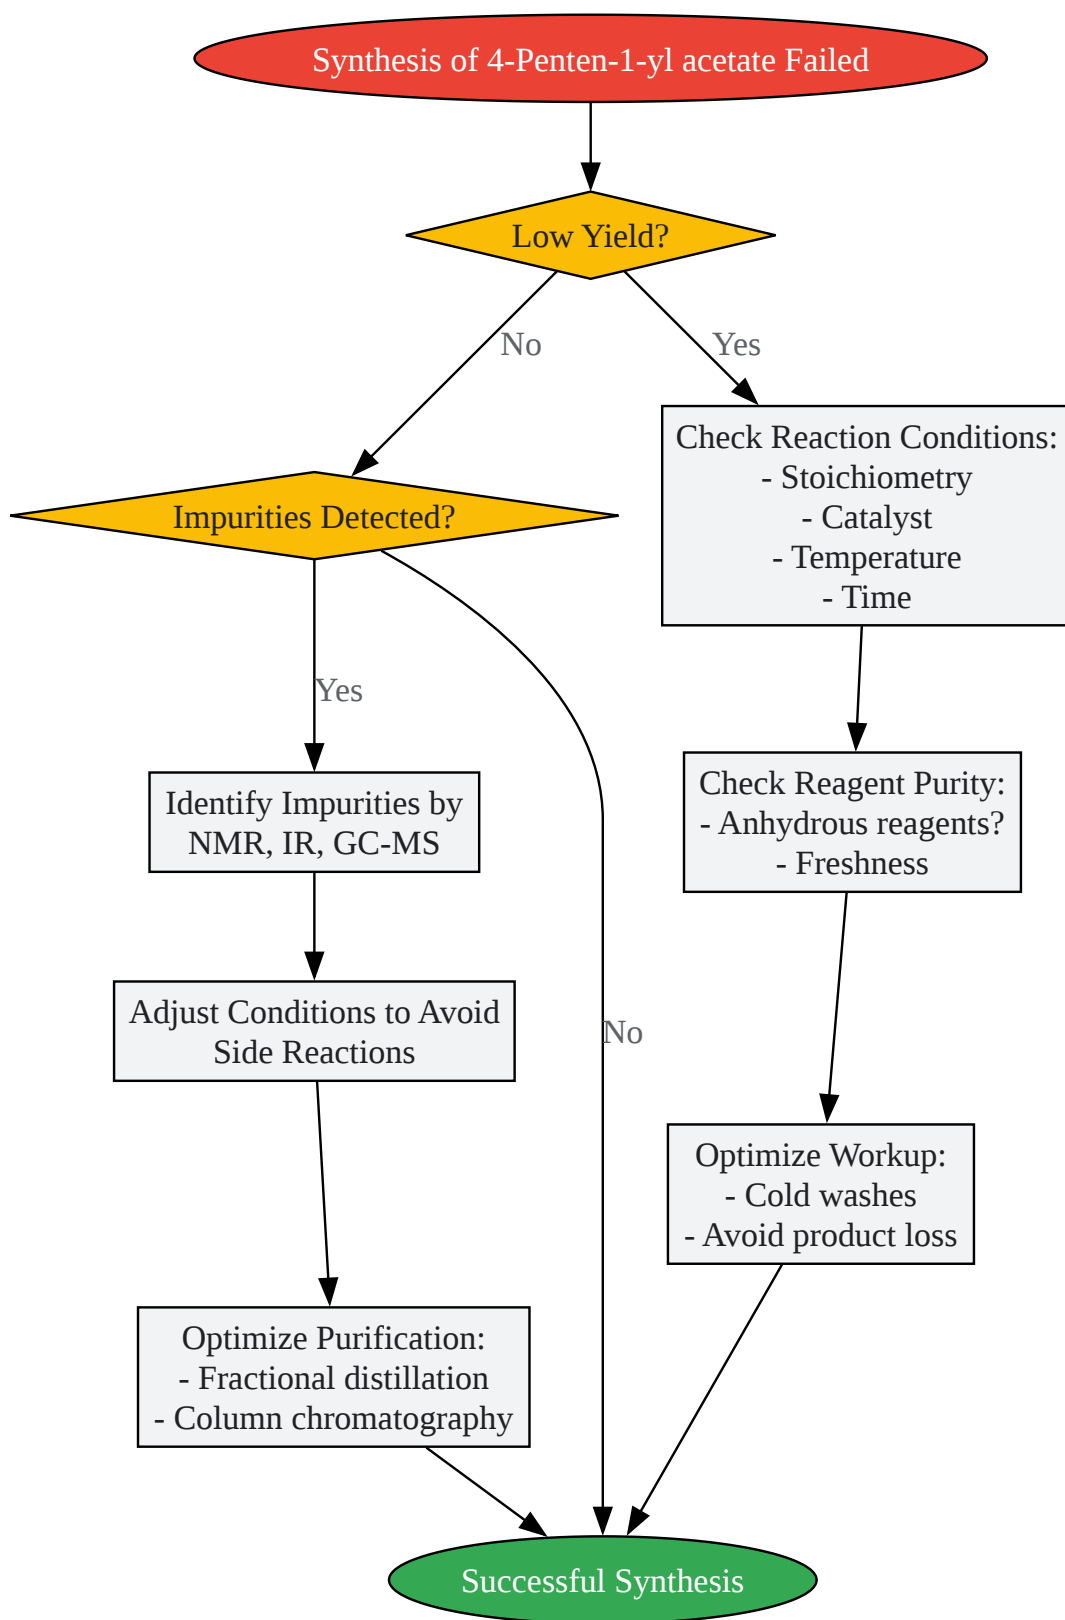 Synthesis of 4-Penten-1-yl acetate Failed
Low Yield?
No
Yes
Check Reaction Conditions:
- Stoichiometry
- Catalyst
- Temperature
- Time
Impurities Detected?
Yes
Check Reagent Purity:
- Anhydrous reagents?
- Freshness
Identify Impurities by
NMR, IR, GC-MS
Adjust Conditions to Avoid
Side Reactions
No
Optimize Workup:
- Cold washes
- Avoid product loss
Optimize Purification:
- Fractional distillation
- Column chromatography
Successful Synthesis